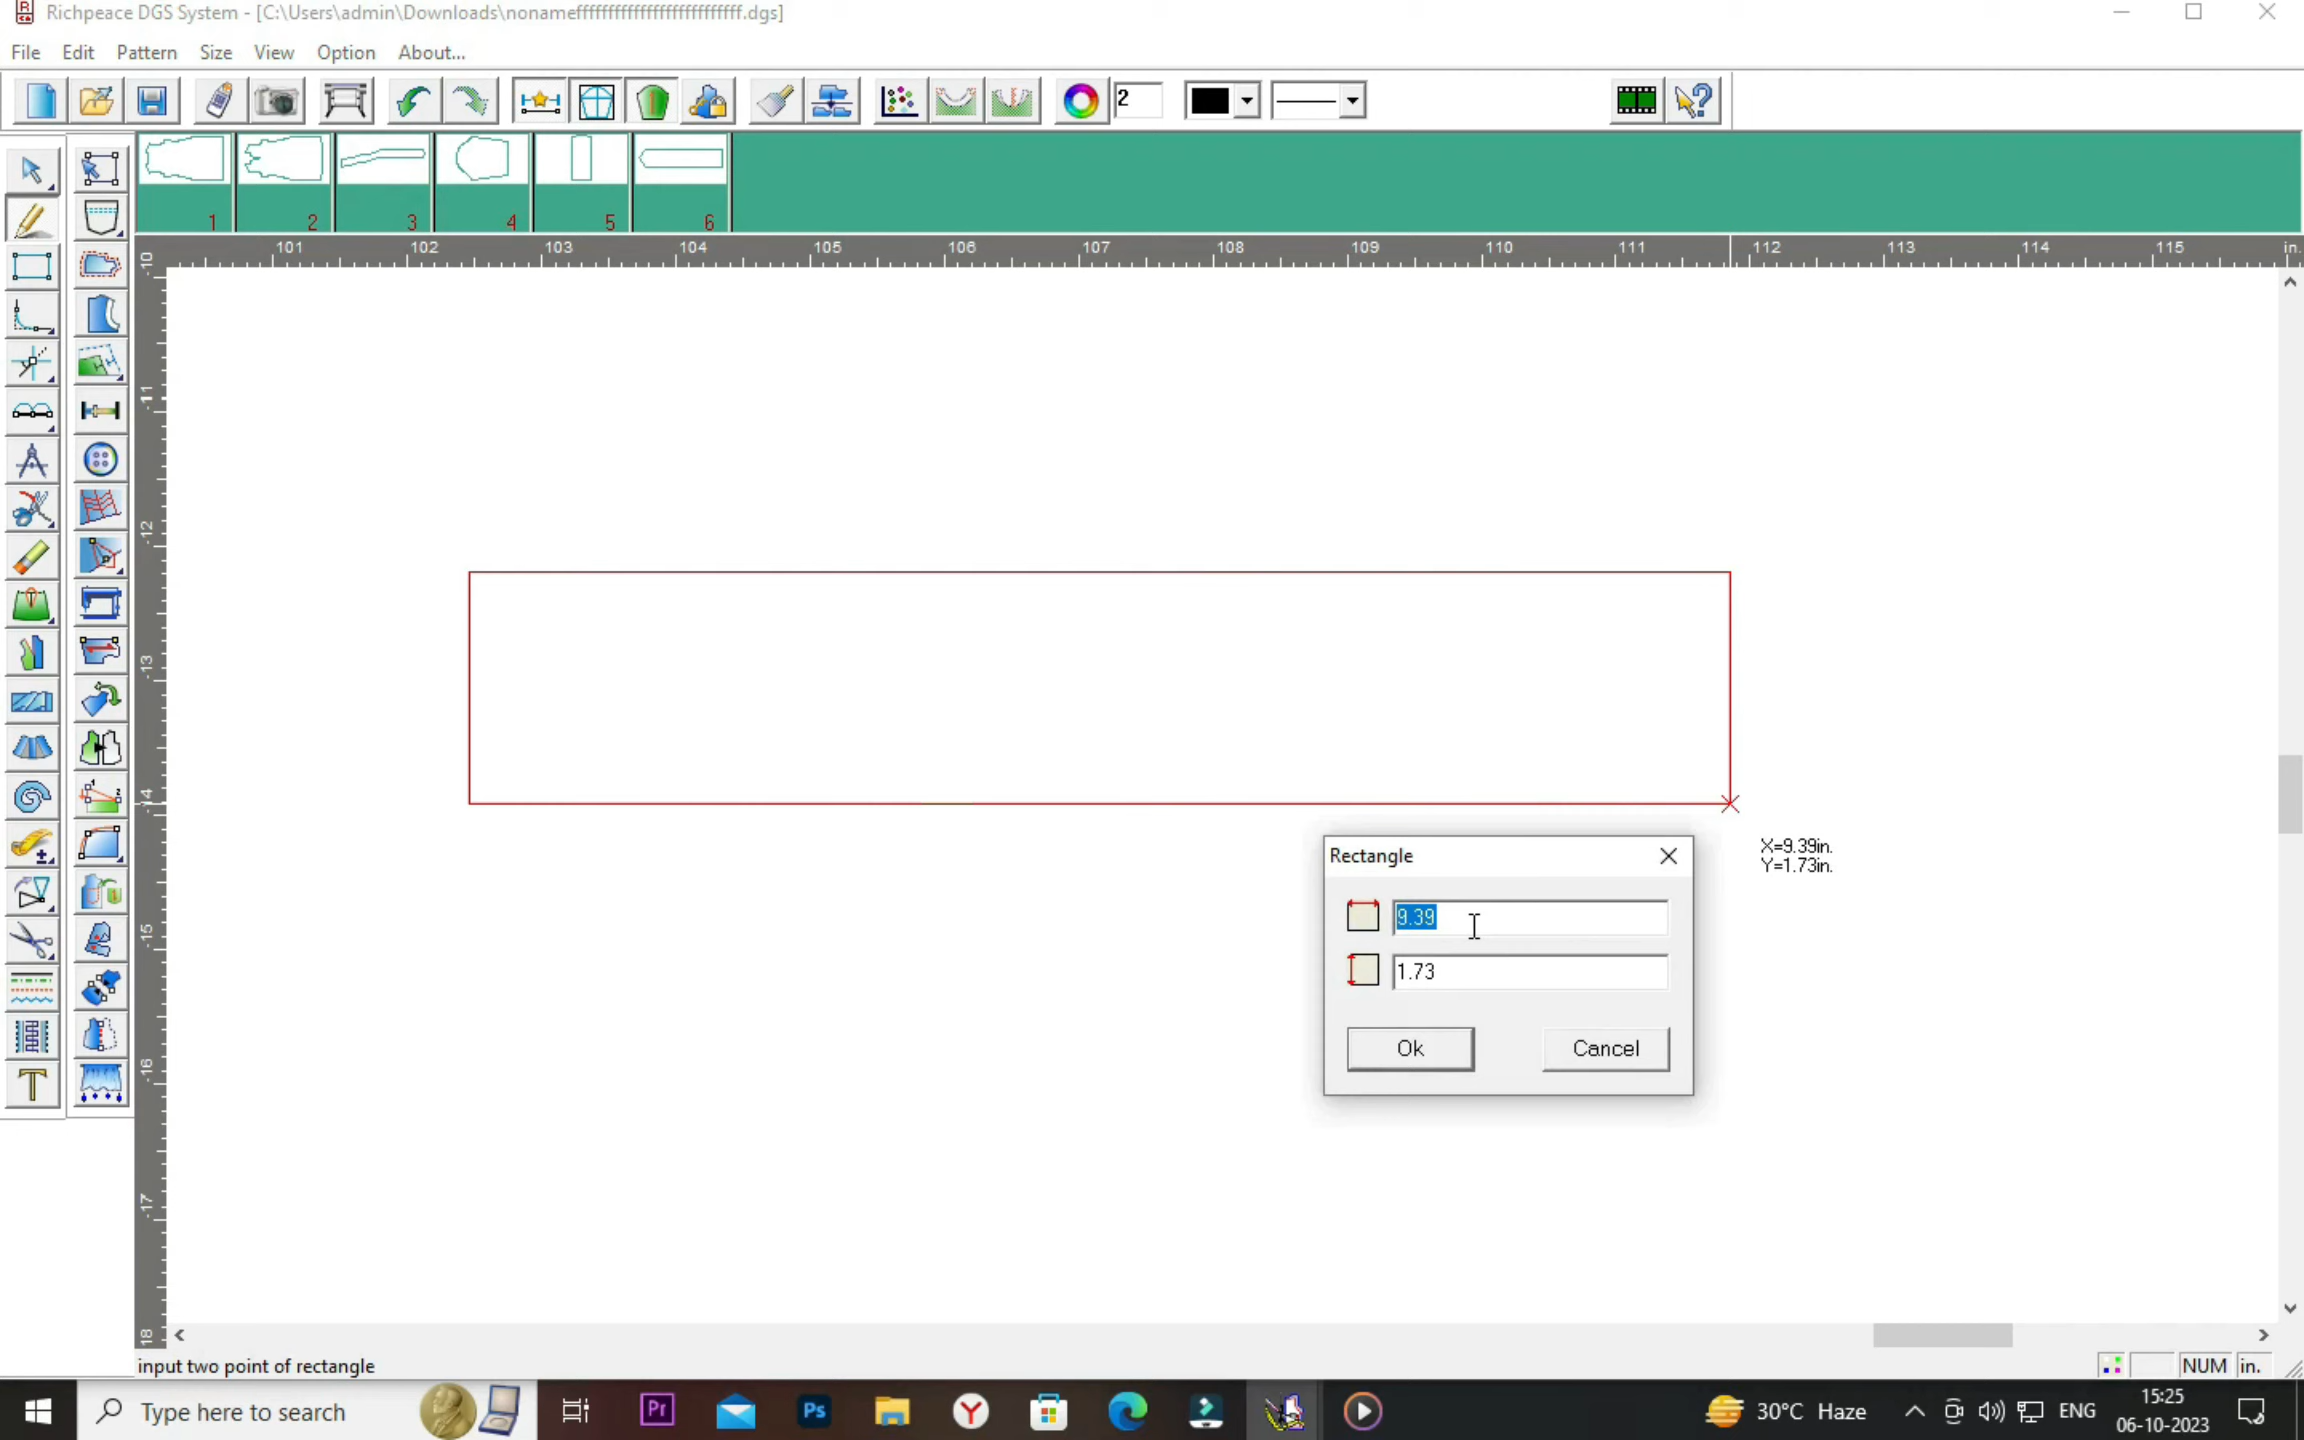 Richpeace DGS System - [C:\Users\admin\Downloads\nonameffffffffffffffffffffffffff.dgs]
File Edit Pattern Size View Option About...
2
1 2 3 4 5 6
101 102 103 104 105 106 107 108 109 110 111 112 113 114 115 in.
-10
-11
-12
-13
-14
X=9.39in.
Y=1.73in.
Rectangle
9.39
-15
1.73
Ok Cancel
-16
-17
18
input two point of rectangle
NUM in.
Type here to search
Pr
Ps
30°C Haze
ENG
15:25
06-10-2023